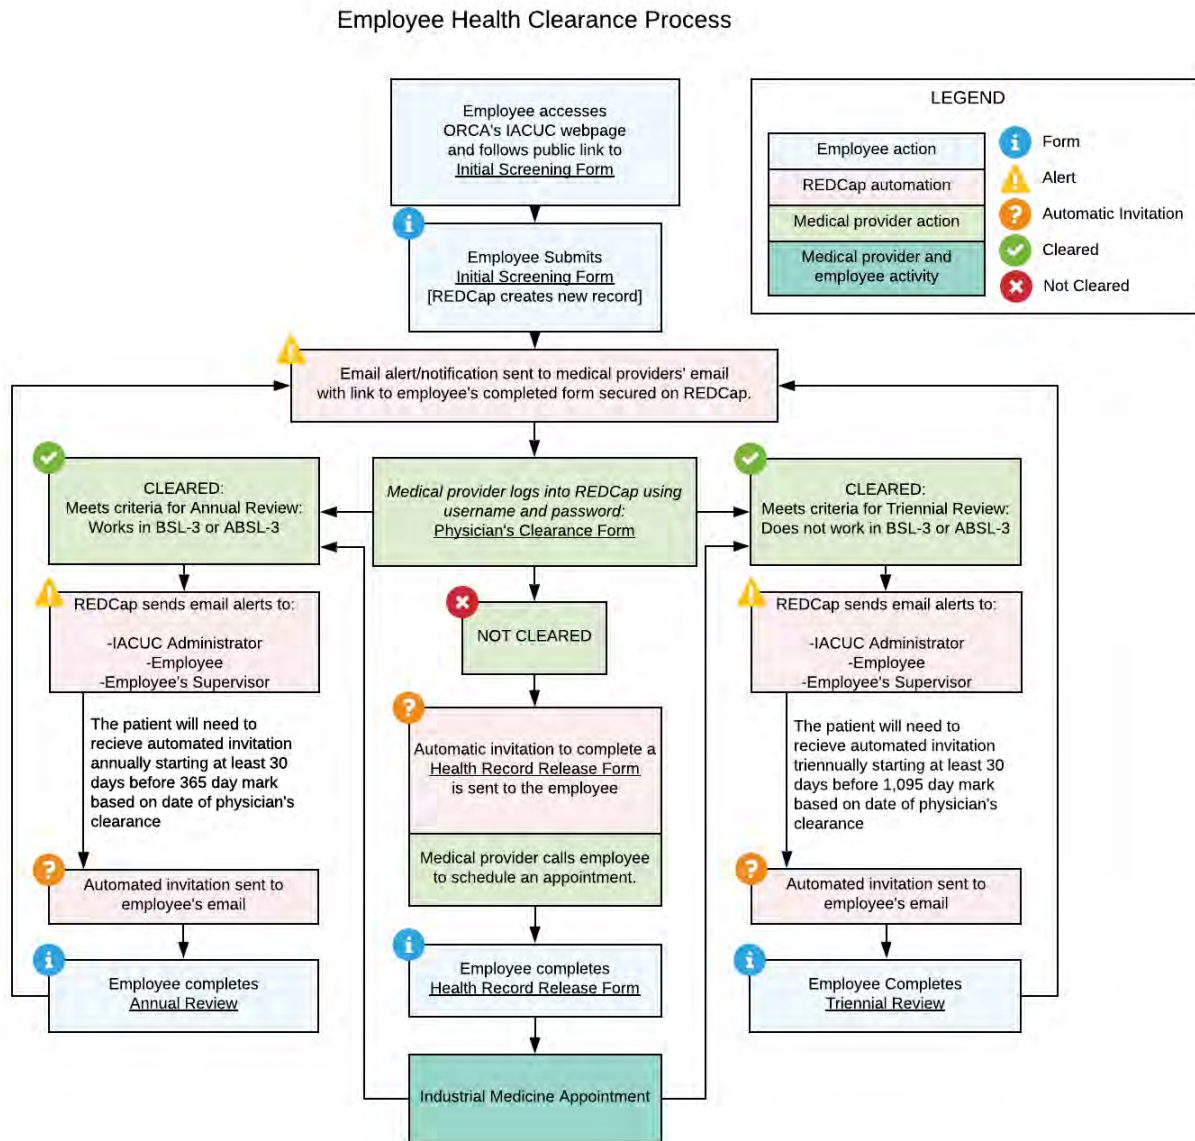 Employee Health Clearance Process
Employee accesses
ORCA's IACUC webpage
and follows public link to
Initial Screening Form
LEGEND
Employee action
REDCap automation
Medical provider action
Medical provider and
employee activity
Form
Alert
Automatic Invitation
Cleared
Not Cleared
Employee Submits
Initial Screening Form
[REDCap creates new record]
Email alert/notification sent to medical providers' email
with link to employee's completed form secured on REDCap.
CLEARED:
Meets criteria for Annual Review:
Works in BSL-3 or ABSL-3
Medical provider logs into REDCap using
username and password:
Physician's Clearance Form
CLEARED:
Meets criteria for Triennial Review:
Does not work in BSL-3 or ABSL-3
REDCap sends email alerts to:
-IACUC Administrator
-Employee
-Employee's Supervisor
NOT CLEARED
REDCap sends email alerts to:
-IACUC Administrator
-Employee
-Employee's Supervisor
The patient will need to
recieve automated invitation
annually starting at least 30
days before 365 day mark
based on date of physician's
clearance
Automatic invitation to complete a
Health Record Release Form
is sent to the employee
Medical provider calls employee
to schedule an appointment.
The patient will need to
recieve automated invitation
triennually starting at least 30
days before 1,095 day mark
based on date of physician's
clearance
Automated invitation sent to
employee's email
Automated invitation sent to
employee's email
Employee completes
Annual Review
Employee completes
Health Record Release Form
Employee Completes
Triennial Review
Industrial Medicine Appointment